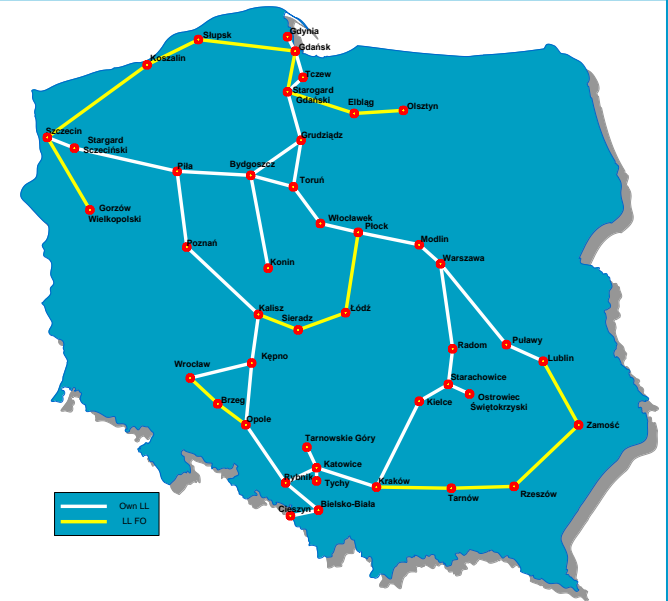 Gdynia
Słupsk
Gdańsk
Koszalin
Tczew
Starogard
Gdański
Elbląg
Olsztyn
Szczecin
Stargard
Sczeciński
Grudziądz
Piła
Bydgoszcz
Toruń
Gorzów
Wielkopolski
Włocławek
Płock
Poznań
Modlin
Warszawa
Konin
Kalisz
Sieradz
Łódź
Radom
Puławy
Kępno
Lublin
Wrocław
Starachowice
Brzeg
Kielce
Ostrowiec
Świętokrzyski
Opole
Zamość
Tarnowskie Góry
Katowice
Rybnik
Tychy
Kraków
Tarnów
Rzeszów
Cieszyn
Bielsko-Biała
Own LL
LL FO